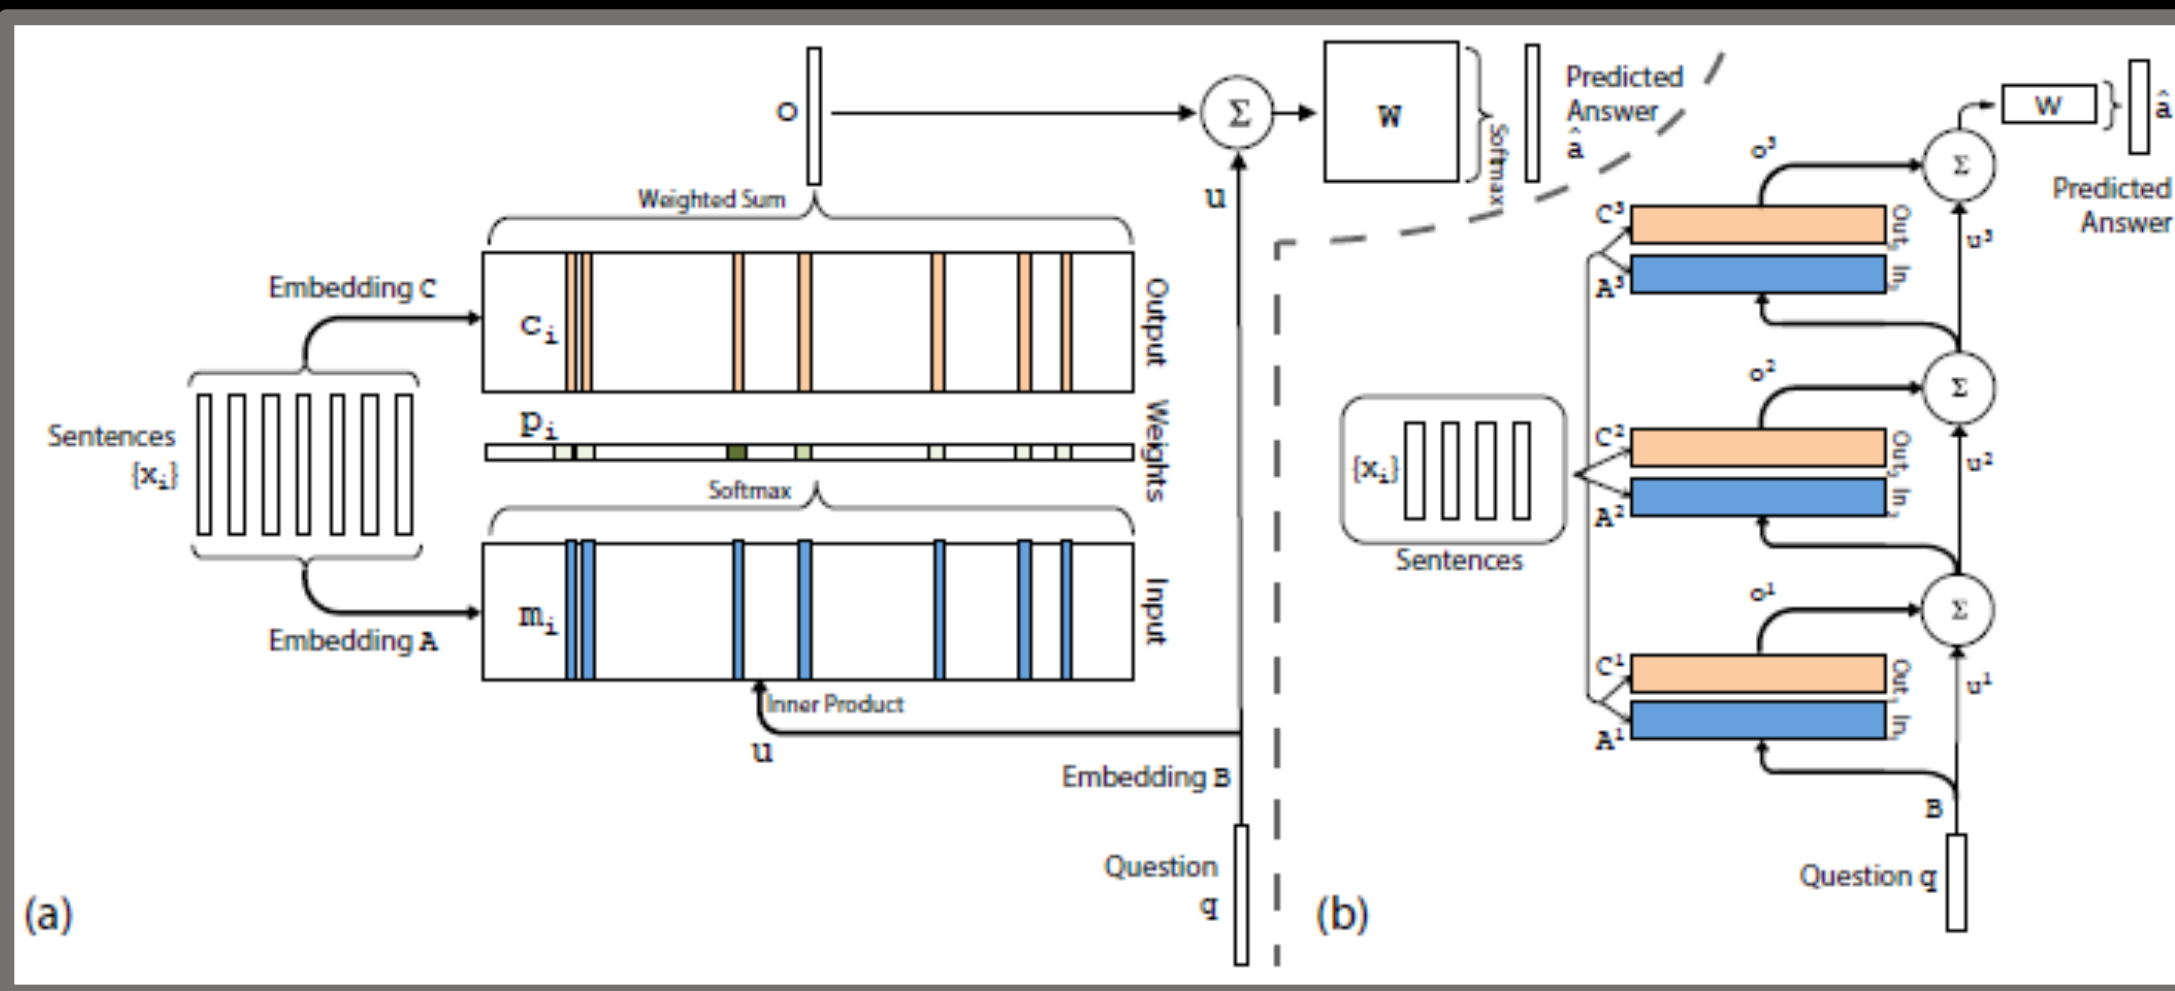 o
Weighted Sum
Embedding C
c_i
Output
Sentences
{x_i}
p_i
Weights
Softmax
m_i
Input
Embedding A
Inner Product
u
Embedding B
Question
q
u
Σ
W
Softmax
Predicted
Answer
â
(a)
W
â
Predicted
Answer
Σ
o³
u³
C³
A³
Out₃
In₃
Σ
o²
u²
C²
A²
Out₂
In₂
{x_i}
Sentences
Σ
o¹
u¹
C¹
A¹
Out₁
In₁
B
Question q
(b)